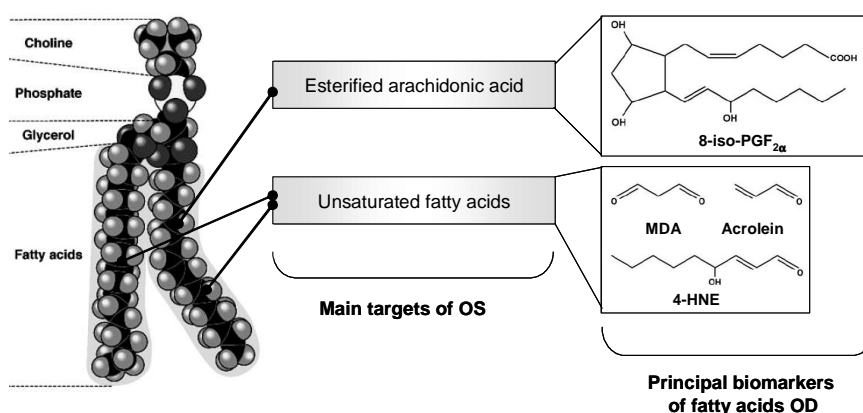 Choline
Phosphate
Glycerol
Fatty acids
Esterified arachidonic acid
Unsaturated fatty acids
Main targets of OS
OH
COOH
OH
OH
8-iso-PGF2α
O
O
O
MDA
Acrolein
O
OH
4-HNE
Principal biomarkers
of fatty acids OD